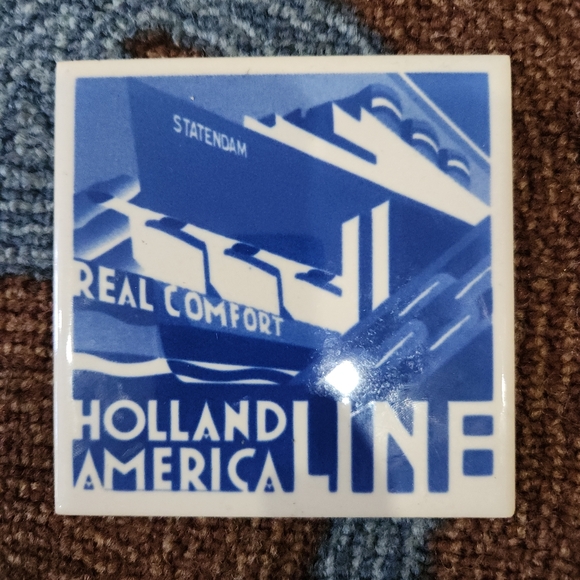 STATENDAM
REAL COMFORT
HOLLAND
AMERICA LINE